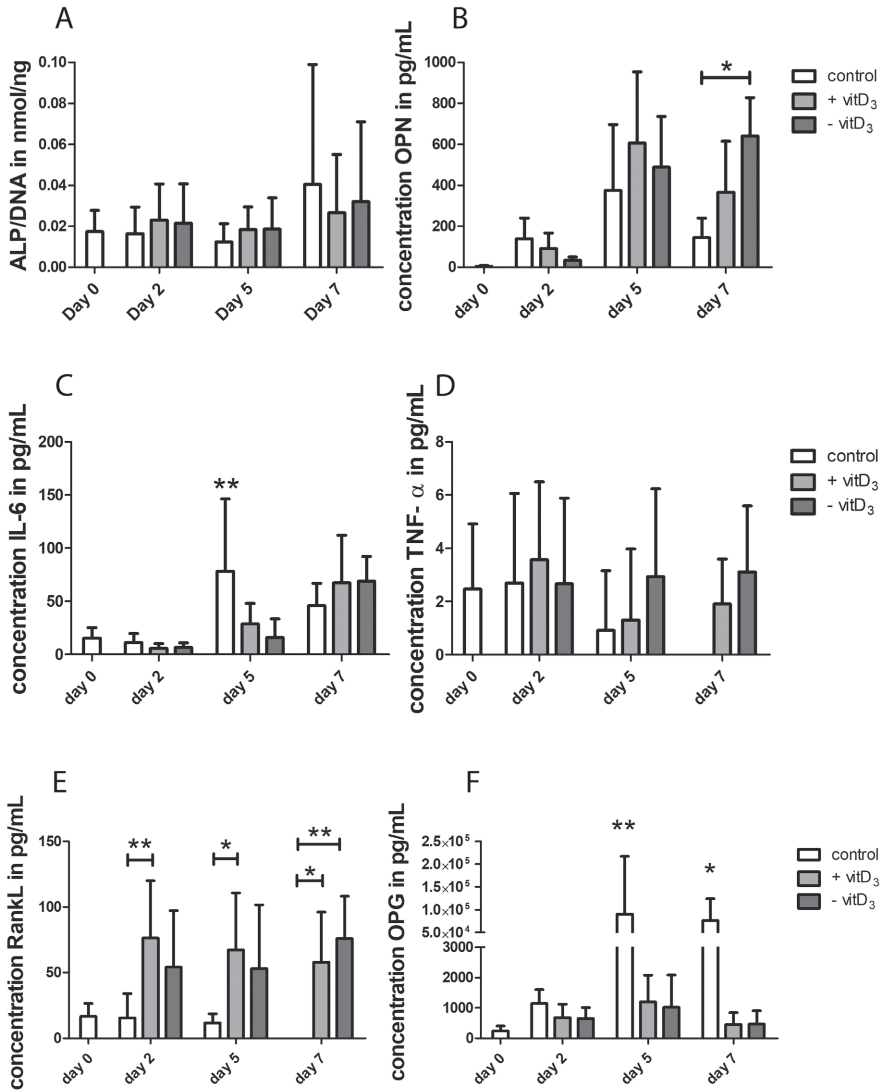 A
ALP/DNA in nmol/ng
0.10
0.08
0.06
0.04
0.02
0.00
Day 0
Day 2
Day 5
Day 7
B
concentration OPN in pg/mL
1000
800
600
400
200
0
*
day 0
day 2
day 5
day 7
control
+ vitD₃
- vitD₃
C
concentration IL-6 in pg/mL
200
150
100
50
0
**
day 0
day 2
day 5
day 7
D
concentration TNF- α in pg/mL
8
6
4
2
0
day 0
day 2
day 5
day 7
control
+ vitD₃
- vitD₃
E
concentration RankL in pg/mL
150
100
50
0
**
*
**
*
day 0
day 2
day 5
day 7
F
concentration OPG in pg/mL
2.5×10⁵
2.0×10⁵
1.5×10⁵
1.0×10⁵
5.0×10⁴
3000
2000
1000
0
**
*
day 0
day 2
day 5
day 7
control
+ vitD₃
- vitD₃